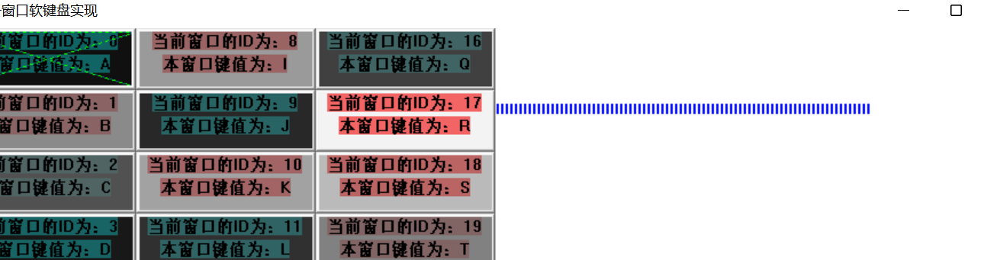 窗口软键盘实现
前窗口的ID为: 0
窗口键值为: A
当前窗口的ID为: 8
本窗口键值为: I
当前窗口的ID为: 16
本窗口键值为: Q
前窗口的ID为: 1
窗口键值为: B
当前窗口的ID为: 9
本窗口键值为: J
当前窗口的ID为: 17
本窗口键值为: R
前窗口的ID为: 2
窗口键值为: C
当前窗口的ID为: 10
本窗口键值为: K
当前窗口的ID为: 18
本窗口键值为: S
前窗口的ID为: 3
窗口键值为: D
当前窗口的ID为: 11
本窗口键值为: L
当前窗口的ID为: 19
本窗口键值为: T